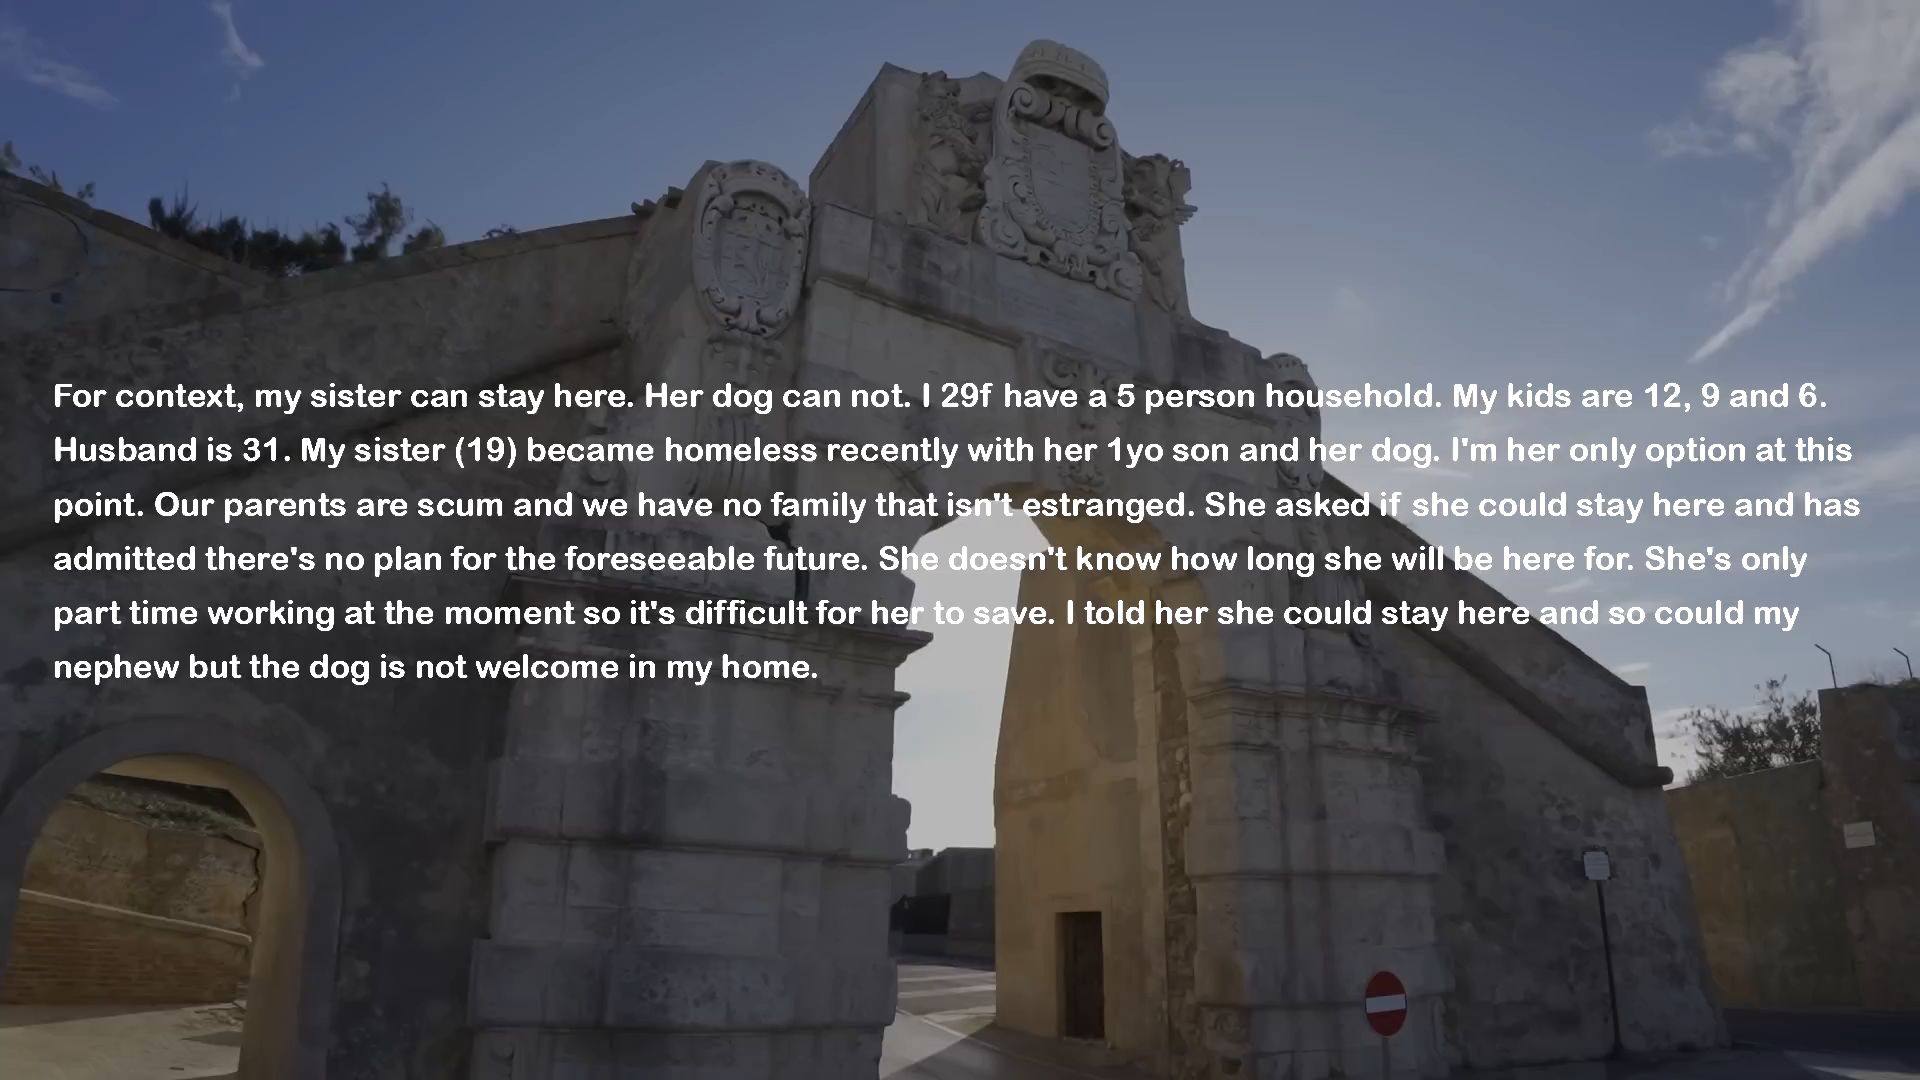 For context, my sister can stay here. Her dog can not. I 29f have a 5 person household. My kids are 12, 9 and 6.
Husband is 31. My sister (19) became homeless recently with her 1yo son and her dog. I'm her only option at this
point. Our parents are scum and we have no family that isn't estranged. She asked if she could stay here and has
admitted there's no plan for the foreseeable future. She doesn't know how long she will be here for. She's only
part time working at the moment so it's difficult for her to save. I told her she could stay here and so could my
nephew but the dog is not welcome in my home.